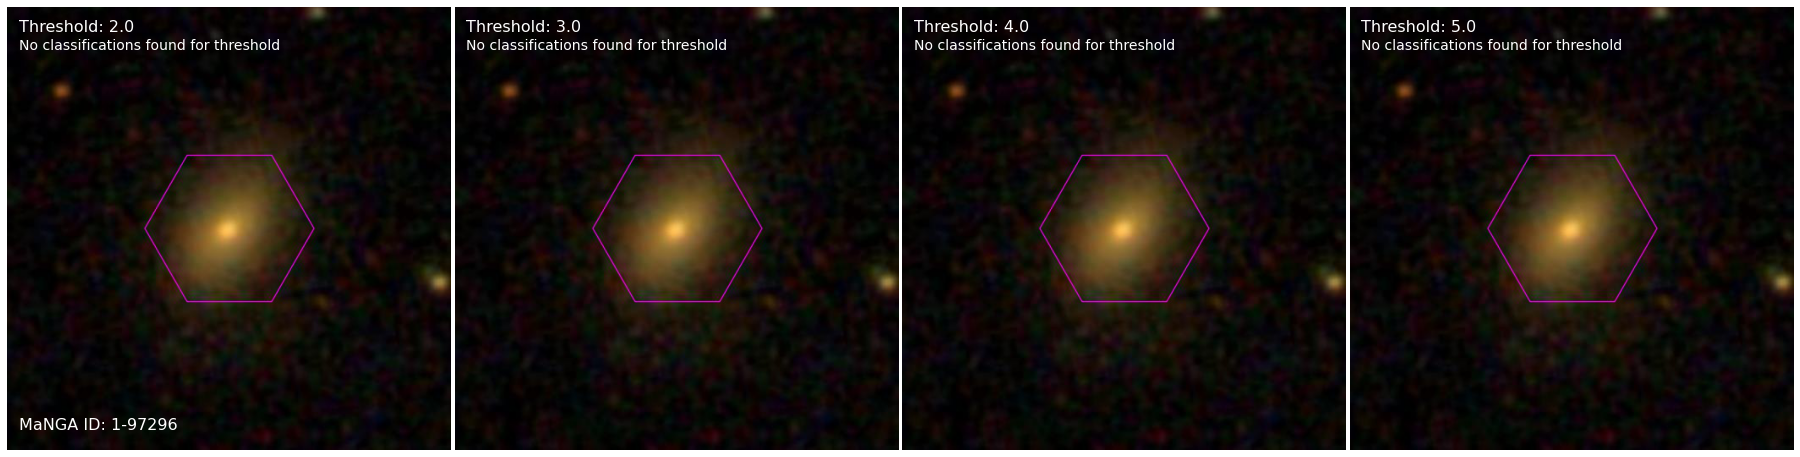 Threshold: 2.0
No classifications found for threshold
MaNGA ID: 1-97296
Threshold: 3.0
No classifications found for threshold
Threshold: 4.0
No classifications found for threshold
Threshold: 5.0
No classifications found for threshold